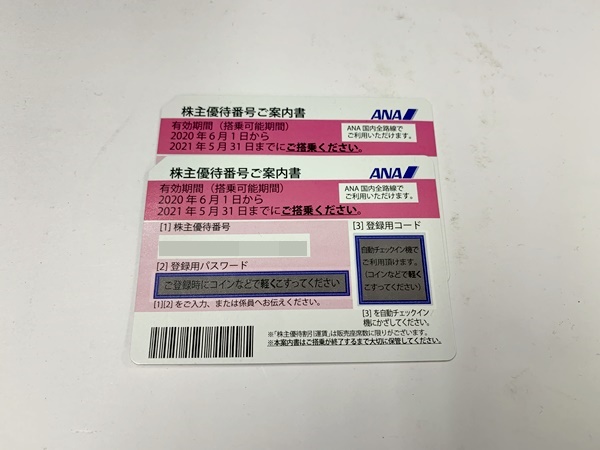 株主優待番号ご案内書
ANA
有効期間（搭乗可能期間）
2020年6月1日から
2021年5月31日までにご搭乗ください。
ANA国内全路線で
ご利用いただけます。
株主優待番号ご案内書
ANA
有効期間（搭乗可能期間）
2020年6月1日から
2021年5月31日までにご搭乗ください。
ANA国内全路線で
ご利用いただけます。
[1] 株主優待番号
[2] 登録用パスワード
ご登録時にコインなどで軽くこすってください
[1][2]をご入力、または係員へお伝えください。
[3] 登録用コード
自動チェックイン機で
ご利用頂けます。
（コインなどで軽く
こすってください）
[3]を自動チェックイン
機にかざしてください。
※「株主優待割引運賃」は販売座席数に限りがございます。
※本案内書はご搭乗が終了するまで大切に保管してください。